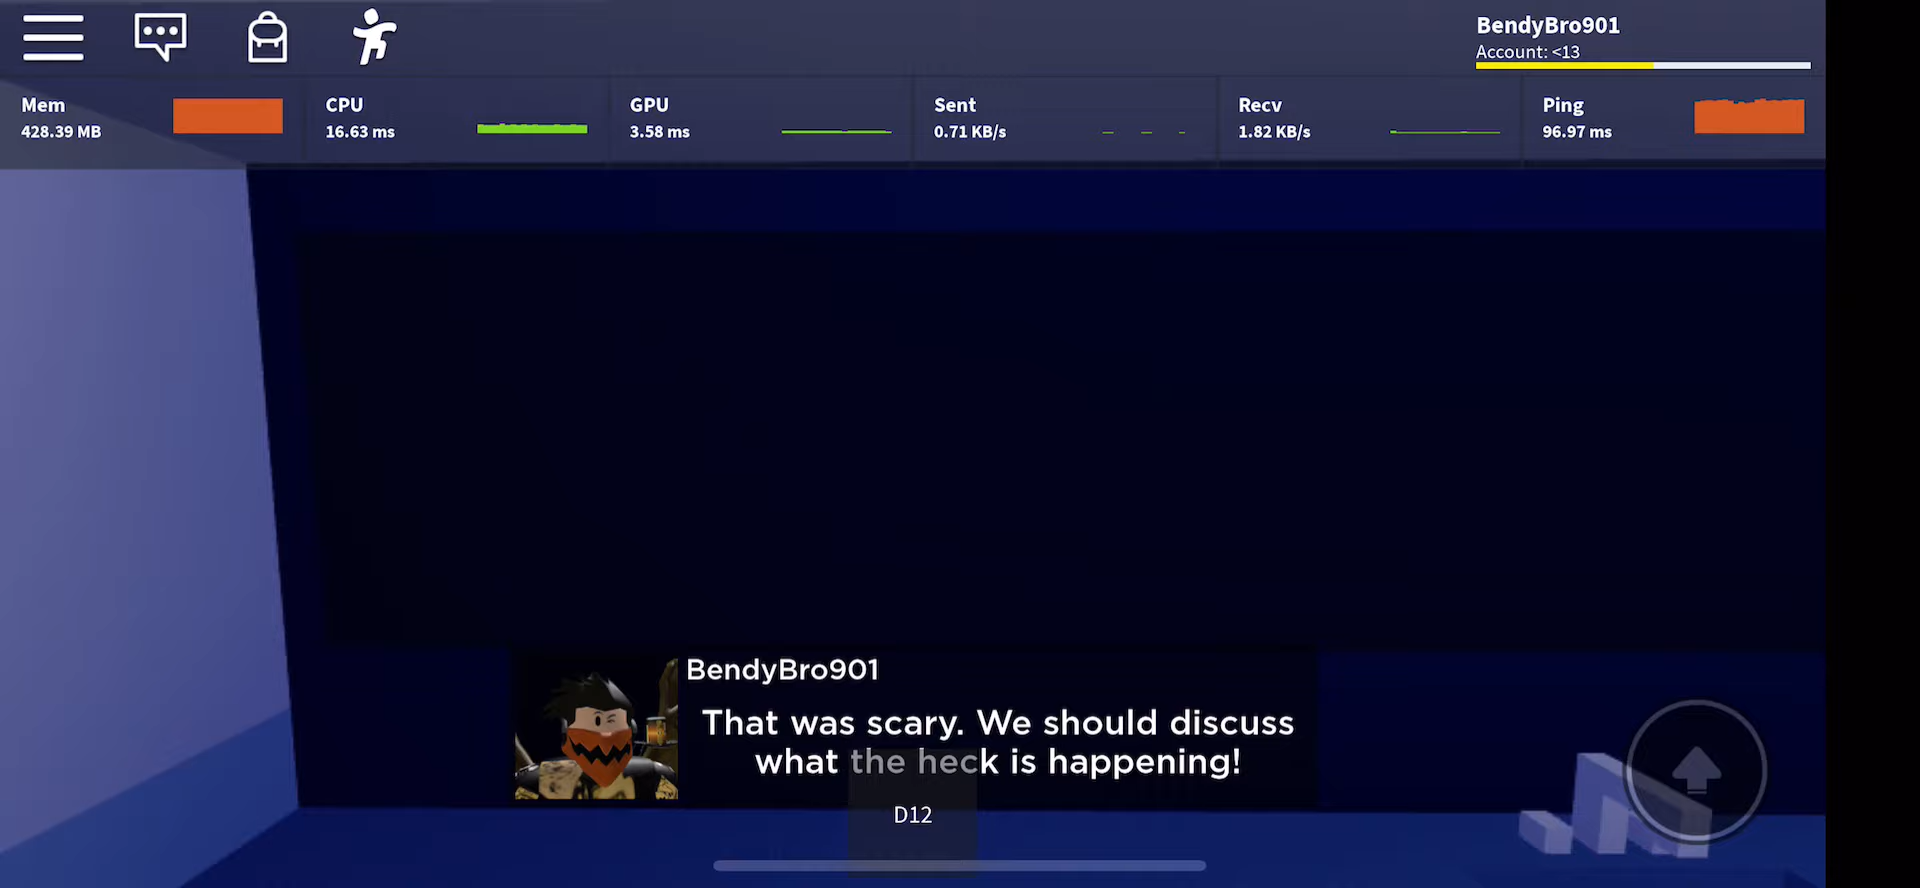 BendyBro901
Account: <13
Mem
428.39 MB
CPU
16.63 ms
GPU
3.58 ms
Sent
0.71 KB/s
Recv
1.82 KB/s
Ping
96.97 ms
BendyBro901
That was scary. We should discuss
what the heck is happening!
D12